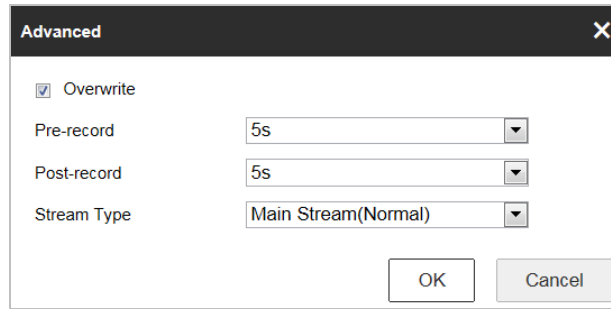 Advanced
Overwrite
Pre-record 5s
Post-record 5s
Stream Type Main Stream(Normal)
OK Cancel